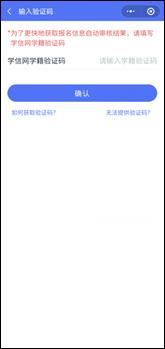 输入验证码
*为了更快地获取报名信息自动审核结果，请填写
学信网学籍验证码
学信网学籍验证码 请输入学籍验证码
确认
如何获取验证码? 无法提供验证码?